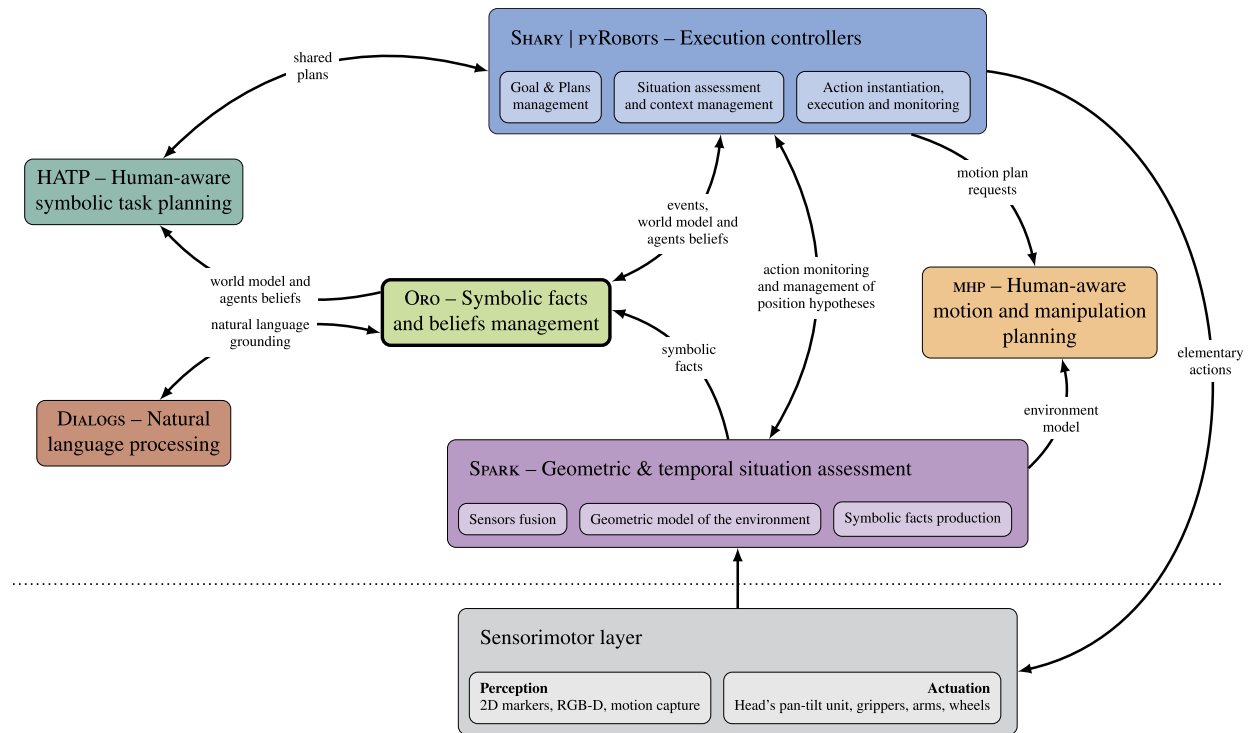 Shary | pyRobots – Execution controllers
Goal & Plans
management
Situation assessment
and context management
Action instantiation,
execution and monitoring
shared
plans
HATP – Human-aware
symbolic task planning
motion plan
requests
events,
world model and
agents beliefs
action monitoring
and management of
position hypotheses
world model and
agents beliefs
natural language
grounding
Oro – Symbolic facts
and beliefs management
mhp – Human-aware
motion and manipulation
planning
symbolic
facts
elementary
actions
Dialogs – Natural
language processing
environment
model
Spark – Geometric & temporal situation assessment
Sensors fusion
Geometric model of the environment
Symbolic facts production
Sensorimotor layer
Perception
2D markers, RGB-D, motion capture
Actuation
Head's pan-tilt unit, grippers, arms, wheels